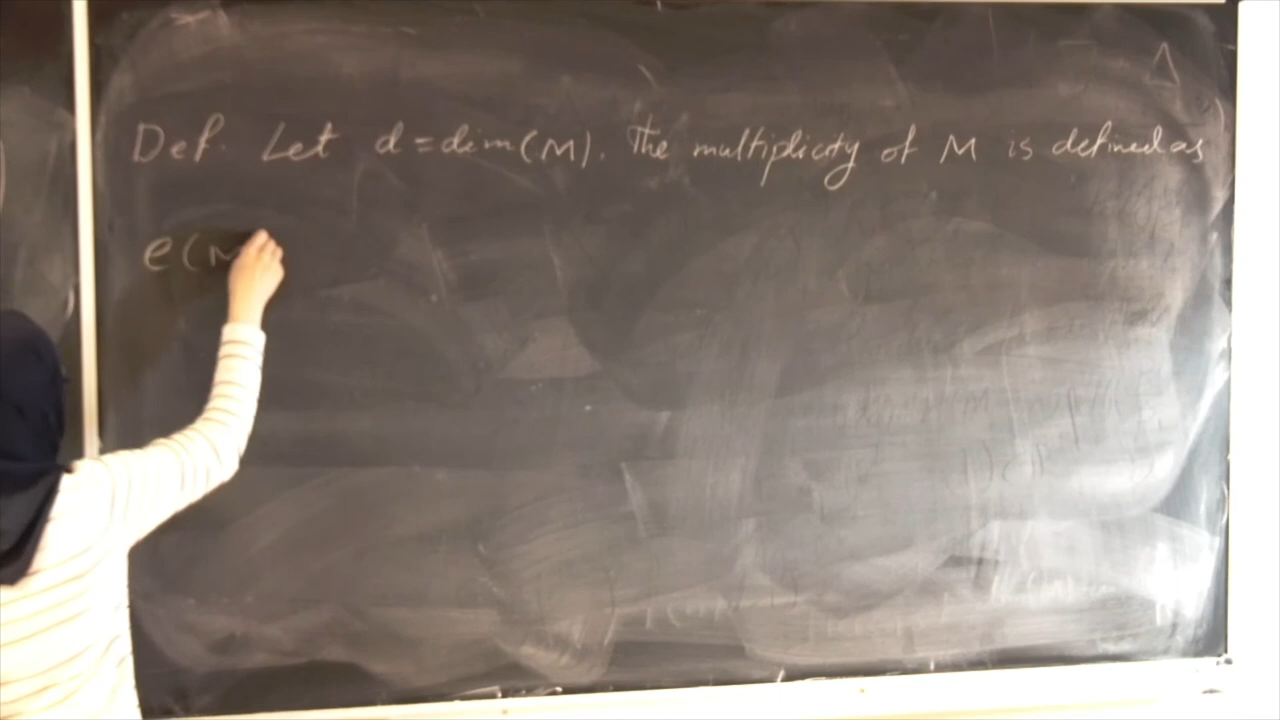 Def. Let d=dim(M). The multiplicity of M is defined as
e(M